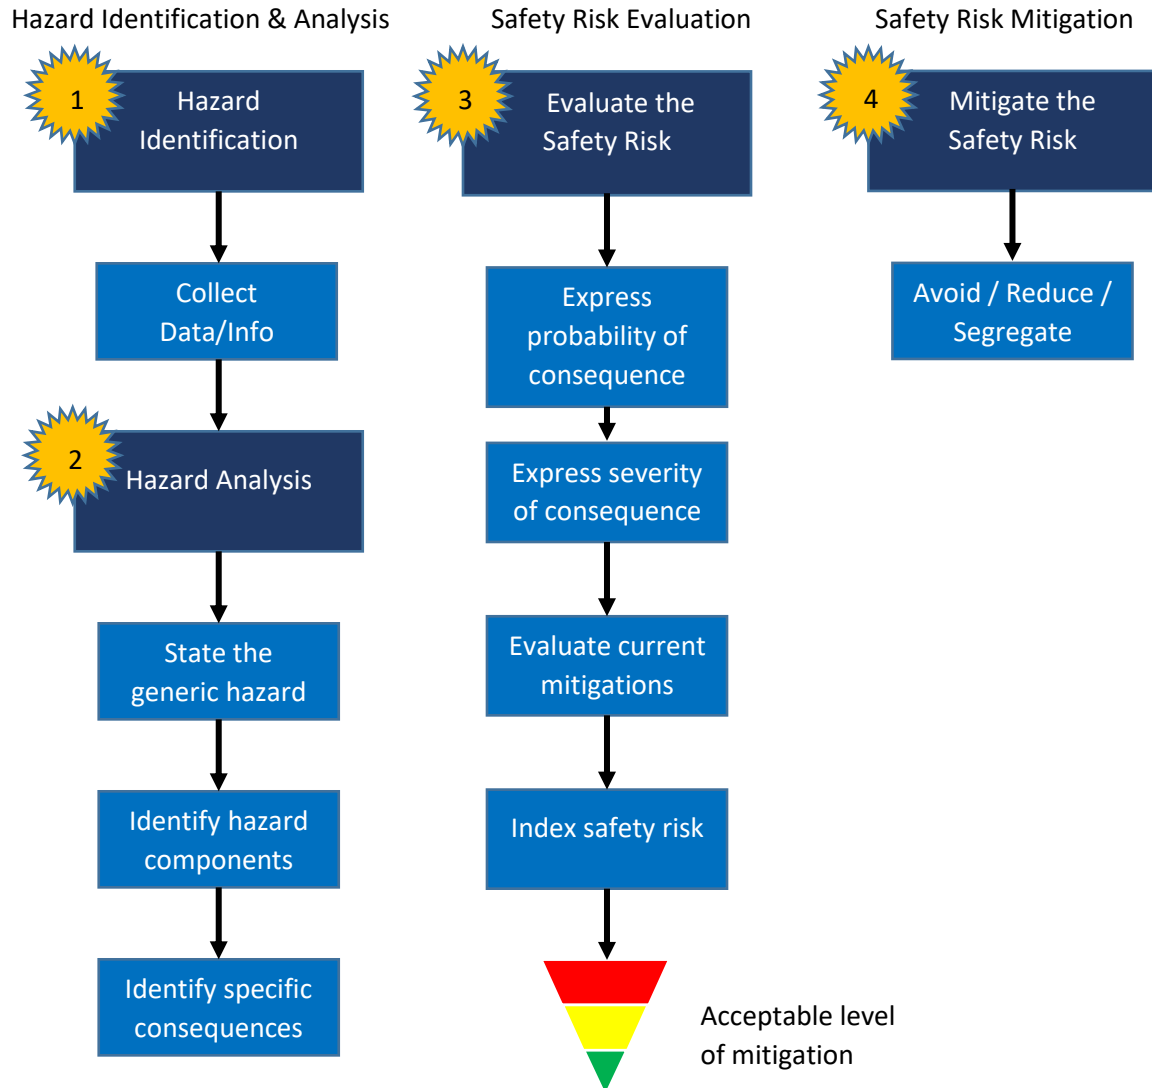 Hazard Identification & Analysis
1
Hazard
Identification
Collect
Data/Info
2
Hazard Analysis
State the
generic hazard
Identify hazard
components
Identify specific
consequences
Safety Risk Evaluation
3
Evaluate the
Safety Risk
Express
probability of
consequence
Express severity
of consequence
Evaluate current
mitigations
Index safety risk
Acceptable level
of mitigation
Safety Risk Mitigation
4
Mitigate the
Safety Risk
Avoid / Reduce /
Segregate